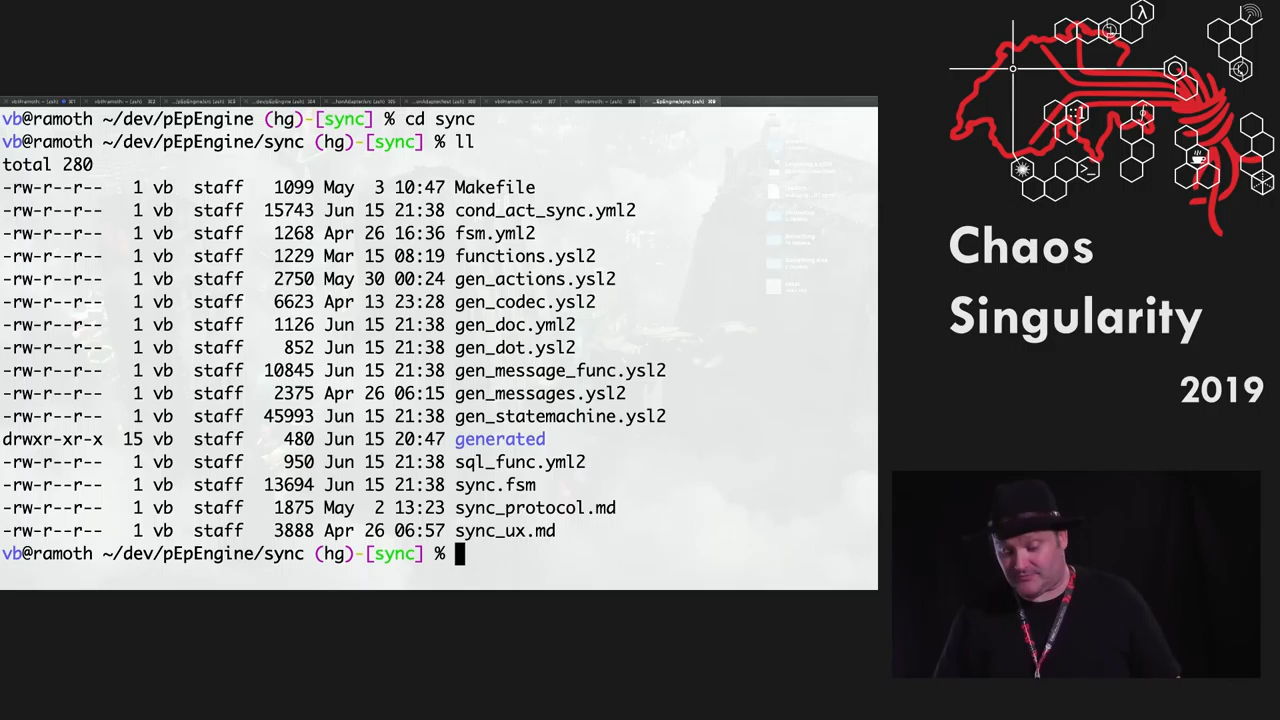 vb@ramoth ~/dev/pEpEngine (hg)-[sync] % cd sync
vb@ramoth ~/dev/pEpEngine/sync (hg)-[sync] % ll
total 280
-rw-r--r-- 1 vb staff 1099 May 3 10:47 Makefile
-rw-r--r-- 1 vb staff 15743 Jun 15 21:38 cond_act_sync.yml2
-rw-r--r-- 1 vb staff 1268 Apr 26 16:36 fsm.yml2
-rw-r--r-- 1 vb staff 1229 Mar 15 08:19 functions.ysl2
-rw-r--r-- 1 vb staff 2750 May 30 00:24 gen_actions.ysl2
-rw-r--r-- 1 vb staff 6623 Apr 13 23:28 gen_codec.ysl2
-rw-r--r-- 1 vb staff 1126 Jun 15 21:38 gen_doc.yml2
-rw-r--r-- 1 vb staff 852 Jun 15 21:38 gen_dot.ysl2
-rw-r--r-- 1 vb staff 10845 Jun 15 21:38 gen_message_func.ysl2
-rw-r--r-- 1 vb staff 2375 Apr 26 06:15 gen_messages.ysl2
-rw-r--r-- 1 vb staff 45993 Jun 15 21:38 gen_statemachine.ysl2
drwxr-xr-x 15 vb staff 480 Jun 15 20:47 generated
-rw-r--r-- 1 vb staff 950 Jun 15 21:38 sql_func.yml2
-rw-r--r-- 1 vb staff 13694 Jun 15 21:38 sync.fsm
-rw-r--r-- 1 vb staff 1875 May 2 13:23 sync_protocol.md
-rw-r--r-- 1 vb staff 3888 Apr 26 06:57 sync_ux.md
vb@ramoth ~/dev/pEpEngine/sync (hg)-[sync] %
Chaos
Singularity
2019